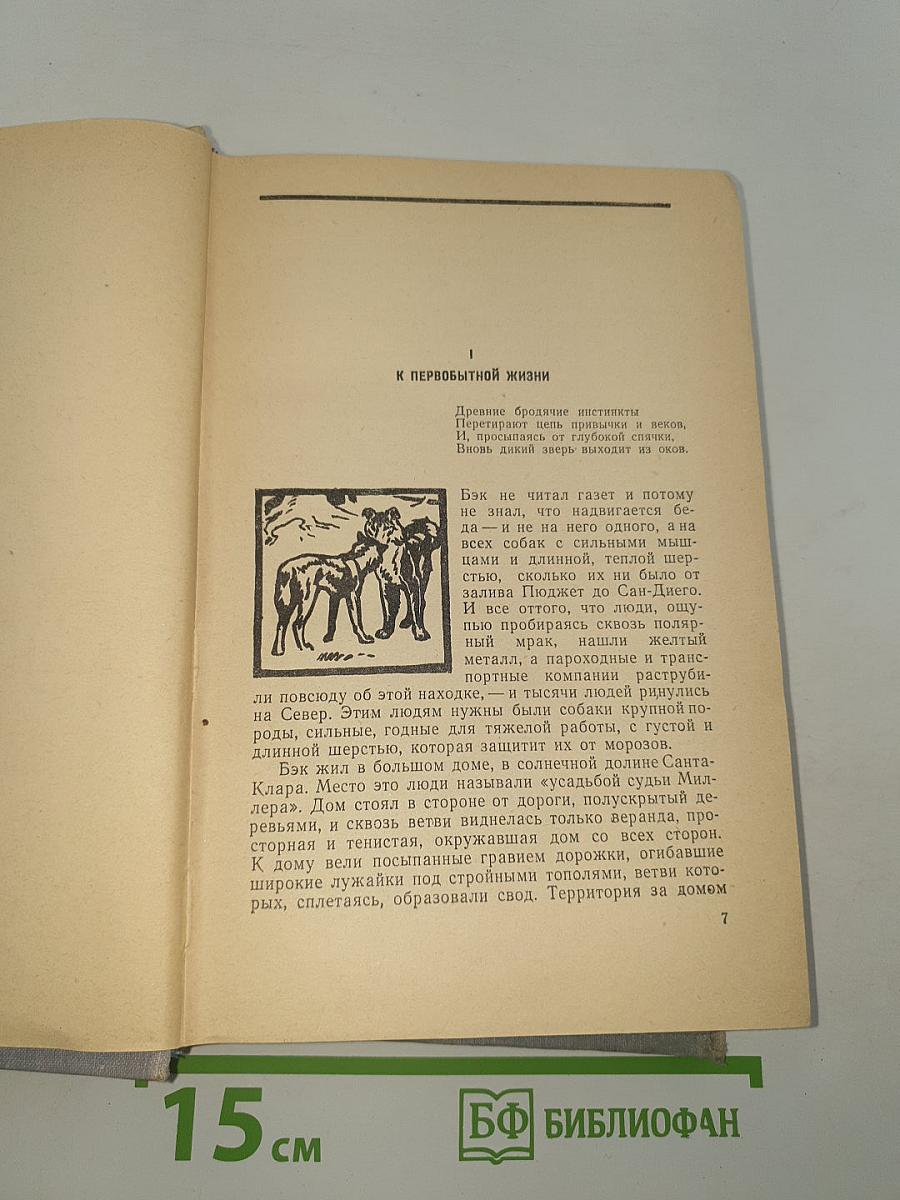 I
К ПЕРВОБЫТНОЙ ЖИЗНИ
Древние бродячие инстинкты
Перетирают цепь привычки и веков,
И, просыпаясь от глубокой спячки,
Вновь дикий зверь выходит из оков.
Бэк не читал газет и потому
не знал, что надвигается бе-
да — и не на него одного, а на
всех собак с сильными мыш-
цами и длинной, теплой шер-
стью, сколько их ни было от
залива Пюджет до Сан-Диего.
И все оттого, что люди, ощу-
пью пробираясь сквозь поляр-
ный мрак, нашли желтый
металл, а пароходные и транс-
портные компании раструби-
ли повсюду об этой находке, — и тысячи людей ринулись
на Север. Этим людям нужны были собаки крупной по-
роды, сильные, годные для тяжелой работы, с густой и
длинной шерстью, которая защитит их от морозов.
Бэк жил в большом доме, в солнечной долине Санта-
Клара. Место это люди называли «усадьбой судьи Мил-
лера». Дом стоял в стороне от дороги, полускрытый де-
ревьями, и сквозь ветви виднелась только веранда, про-
сторная и тенистая, окружавшая дом со всех сторон.
К дому вели посыпанные гравием дорожки, огибавшие
широкие лужайки под стройными тополями, ветви кото-
рых, сплетаясь, образовали свод. Территория за домом
7
15 см
БФ БИБЛИОФАН